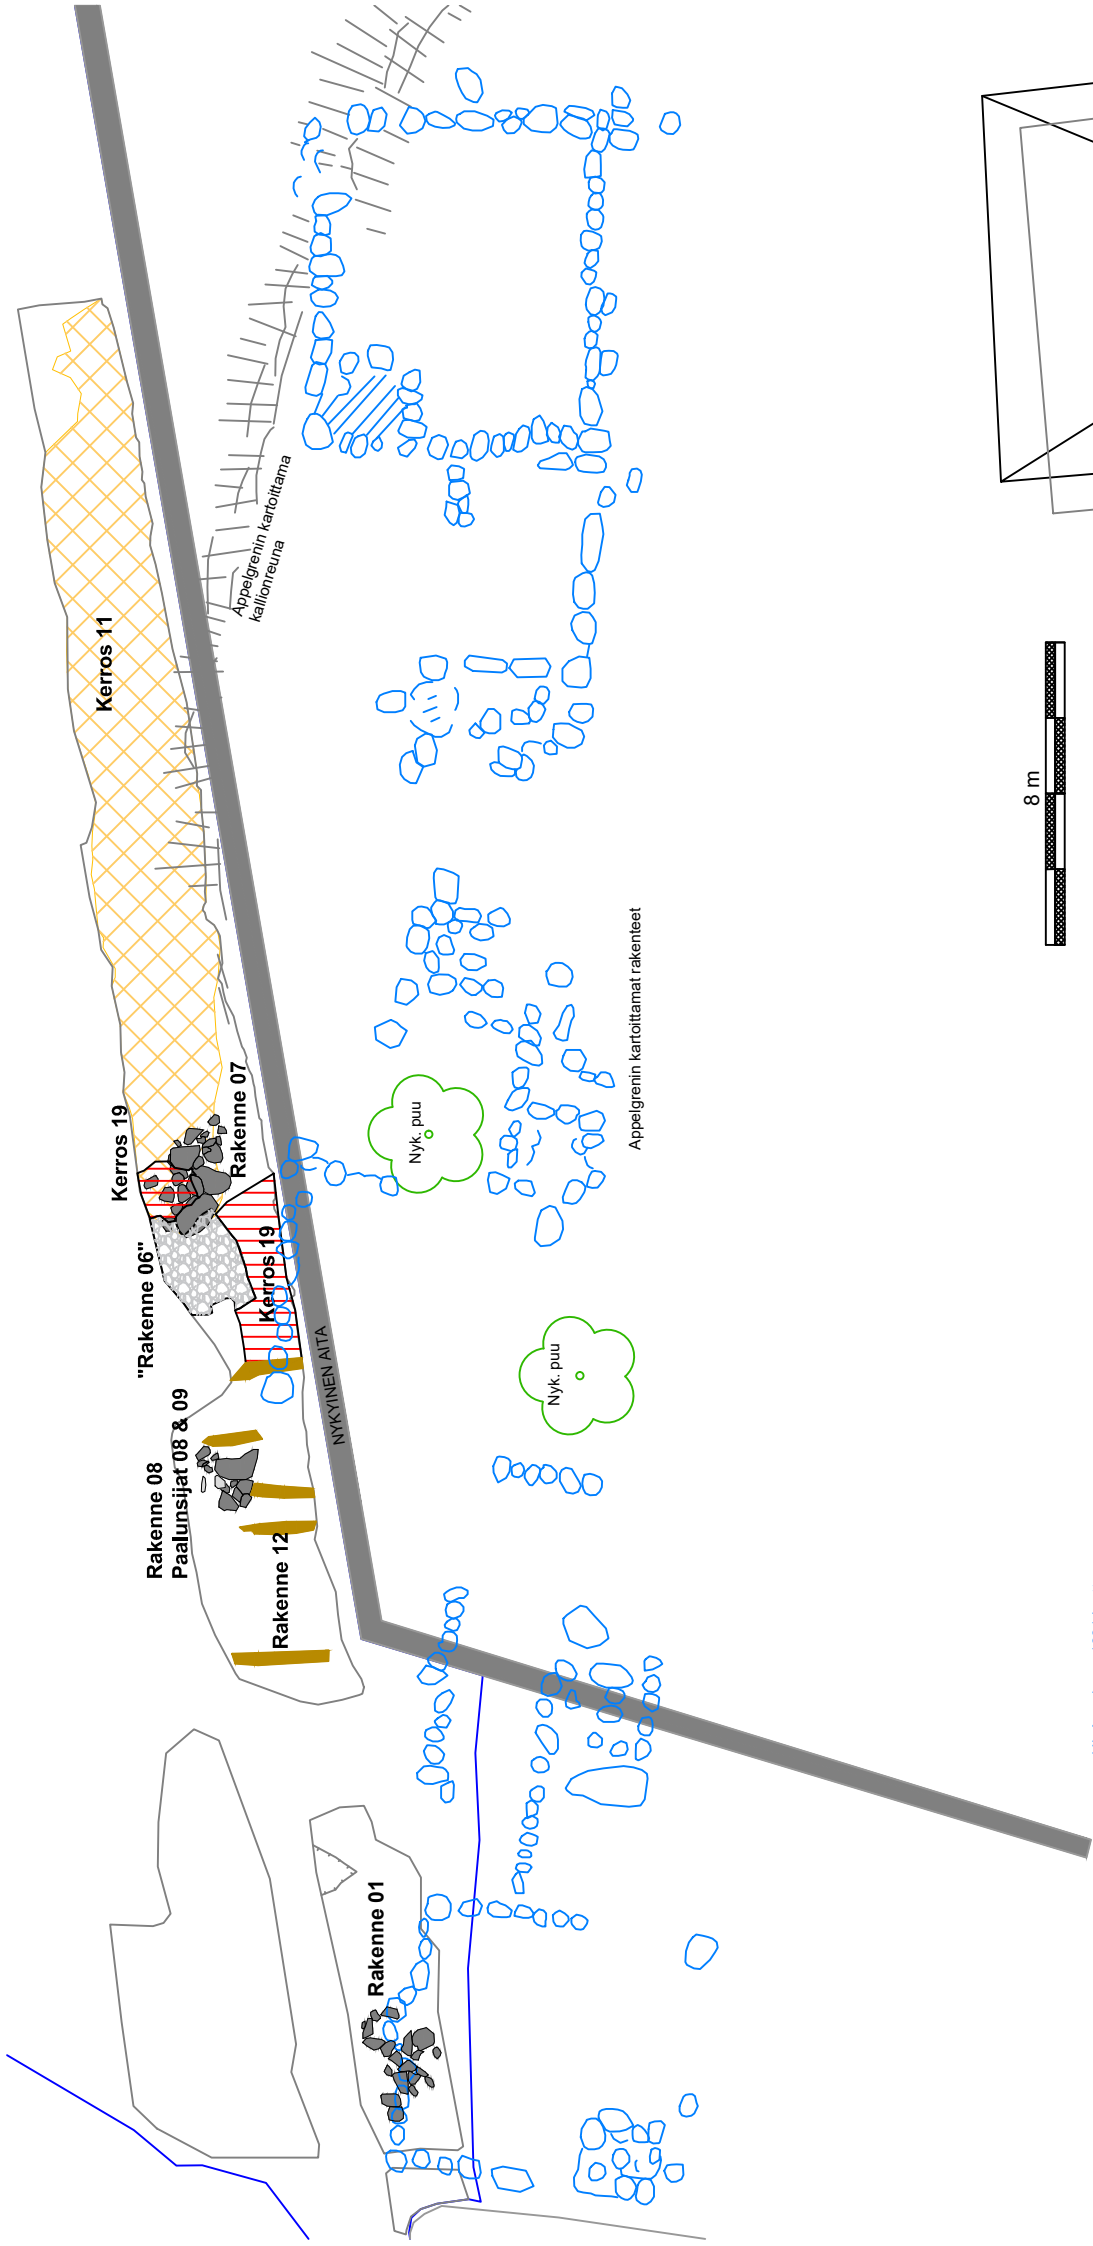 Appelgrenin kartoittama
kallionreuna
Kerros 11
8 m
Appelgrenin kartoittamat rakenteet
Nyk. puu
Kerros 19
Rakenne 07
"Rakenne 06"
Kerros 19
NYKYINEN AITA
Nyk. puu
Rakenne 08
Paalunsijat 08 & 09
Rakenne 12
Rakenne 01